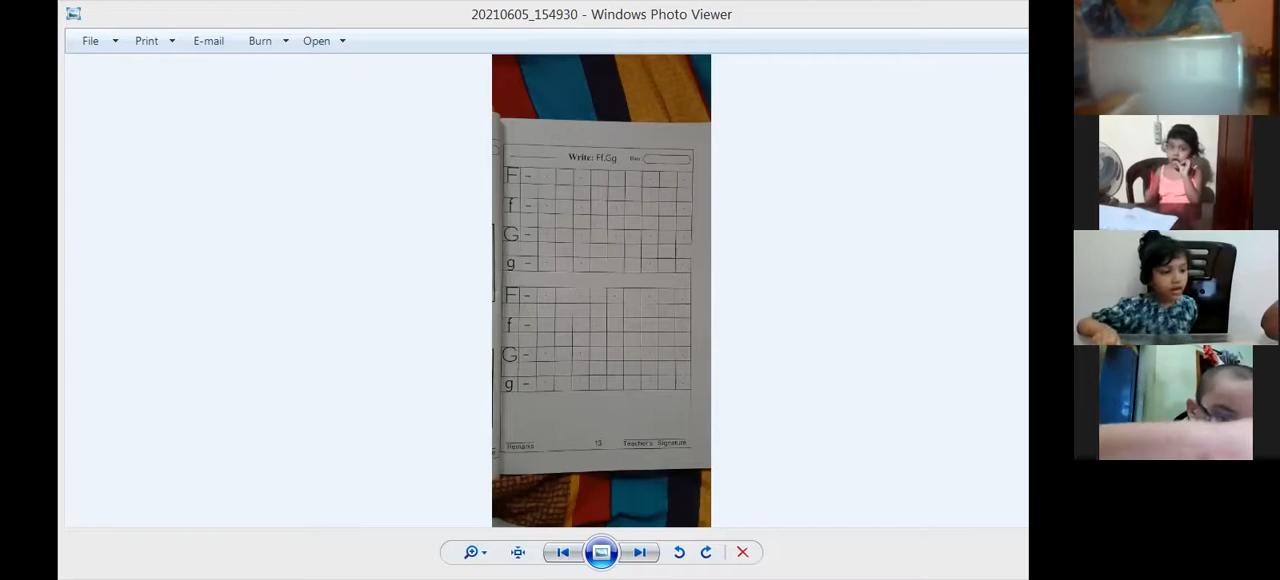 20210605_154930 - Windows Photo Viewer
File Print E-mail Burn Open
Write: Ff,Gg
F -
f -
G -
g -
F -
f -
G -
g -
Remarks 13 Teacher's Signature